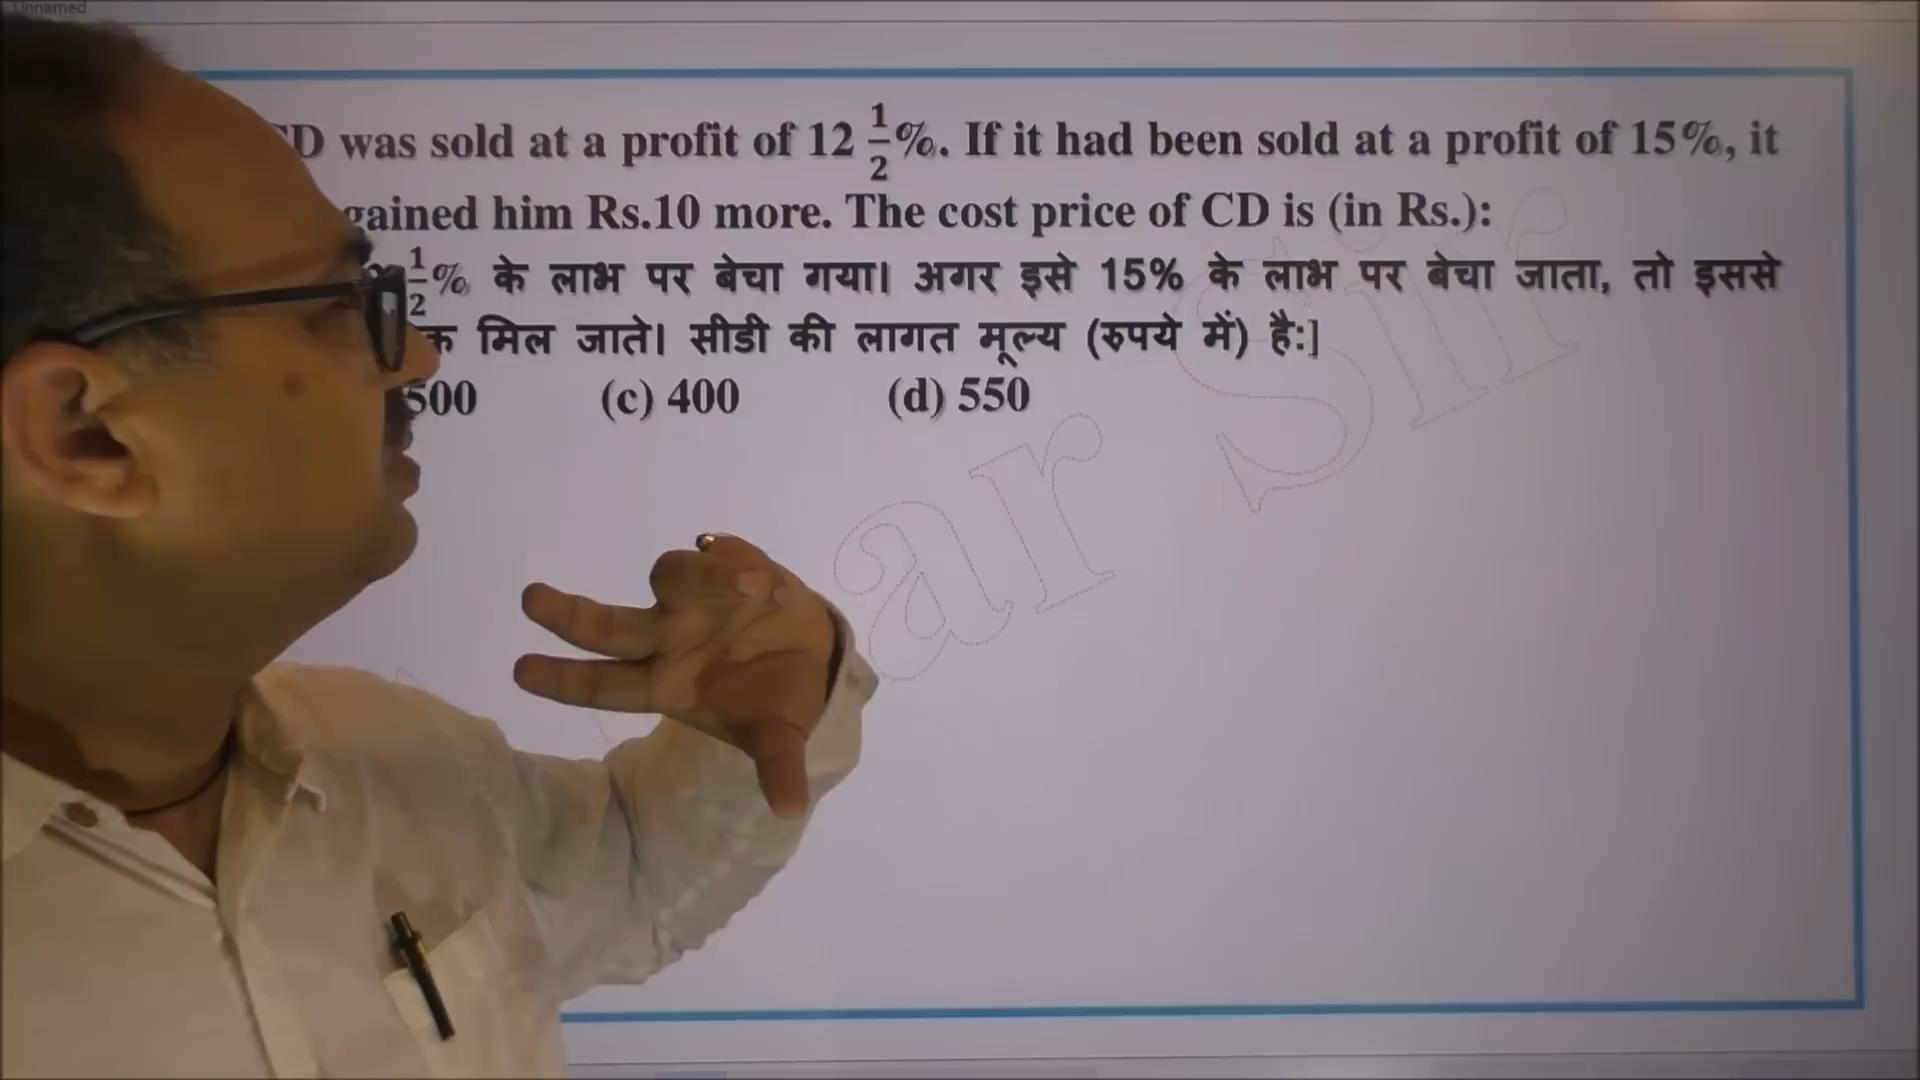 Unnamed
was sold at a profit of 12 1/2 %. If it had been sold at a profit of 15%, it
gained him Rs.10 more. The cost price of CD is (in Rs.):
1/2 % के लाभ पर बेचा गया। अगर इसे 15% के लाभ पर बेचा जाता, तो इससे
मिल जाते। सीडी की लागत मूल्य (रुपये में) है:]
500 (c) 400 (d) 550
ar Sir